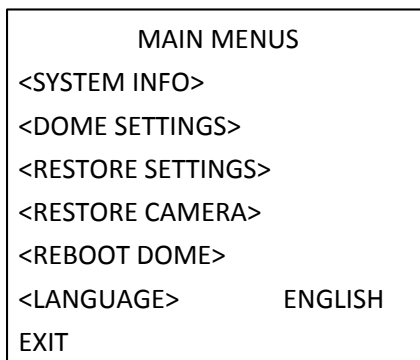 MAIN MENUS
<SYSTEM INFO>
<DOME SETTINGS>
<RESTORE SETTINGS>
<RESTORE CAMERA>
<REBOOT DOME>
<LANGUAGE> ENGLISH
EXIT